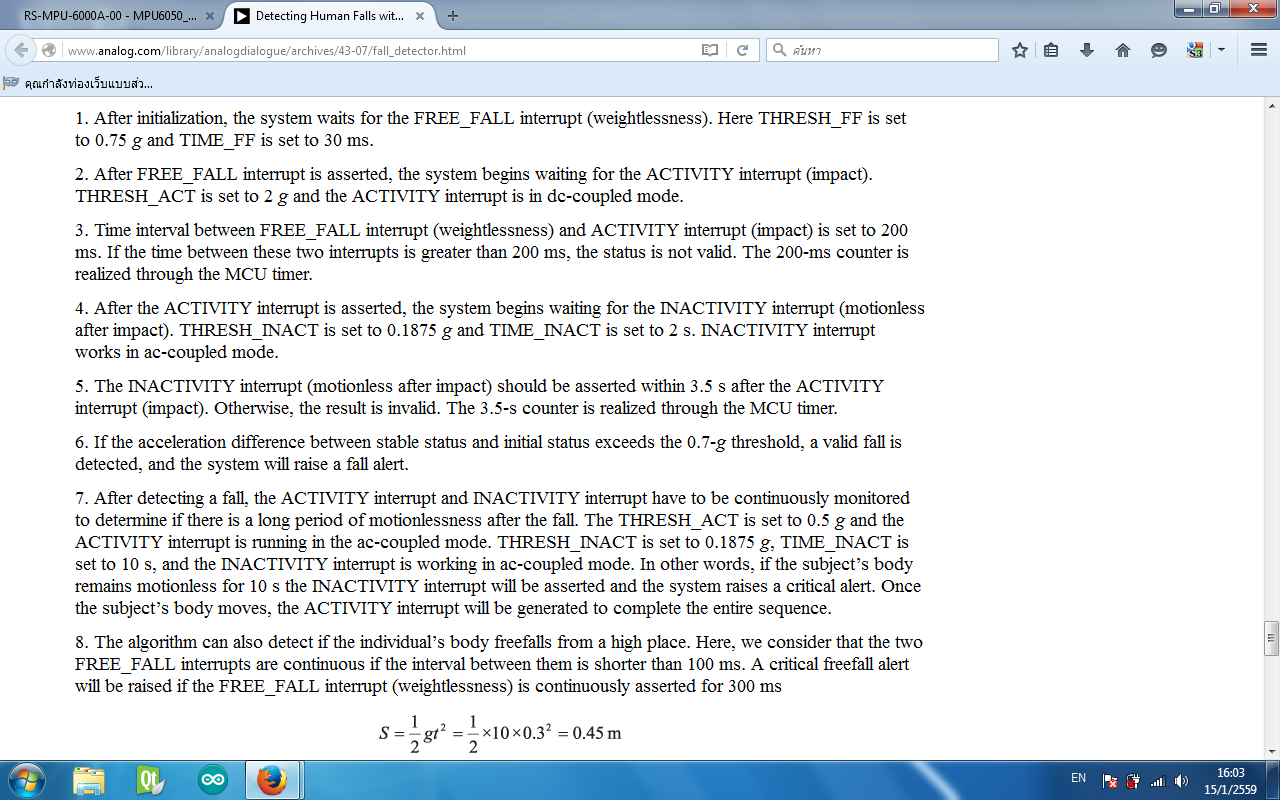 RS-MPU-6000A-00 - MPU6050_...
Detecting Human Falls wit...
www.analog.com/library/analogdialogue/archives/43-07/fall_detector.html
ค้นหา
คุณกำลังท่องเว็บแบบส่ว...
1. After initialization, the system waits for the FREE_FALL interrupt (weightlessness). Here THRESH_FF is set
to 0.75 g and TIME_FF is set to 30 ms.
2. After FREE_FALL interrupt is asserted, the system begins waiting for the ACTIVITY interrupt (impact).
THRESH_ACT is set to 2 g and the ACTIVITY interrupt is in dc-coupled mode.
3. Time interval between FREE_FALL interrupt (weightlessness) and ACTIVITY interrupt (impact) is set to 200
ms. If the time between these two interrupts is greater than 200 ms, the status is not valid. The 200-ms counter is
realized through the MCU timer.
4. After the ACTIVITY interrupt is asserted, the system begins waiting for the INACTIVITY interrupt (motionless
after impact). THRESH_INACT is set to 0.1875 g and TIME_INACT is set to 2 s. INACTIVITY interrupt
works in ac-coupled mode.
5. The INACTIVITY interrupt (motionless after impact) should be asserted within 3.5 s after the ACTIVITY
interrupt (impact). Otherwise, the result is invalid. The 3.5-s counter is realized through the MCU timer.
6. If the acceleration difference between stable status and initial status exceeds the 0.7-g threshold, a valid fall is
detected, and the system will raise a fall alert.
7. After detecting a fall, the ACTIVITY interrupt and INACTIVITY interrupt have to be continuously monitored
to determine if there is a long period of motionlessness after the fall. The THRESH_ACT is set to 0.5 g and the
ACTIVITY interrupt is running in the ac-coupled mode. THRESH_INACT is set to 0.1875 g, TIME_INACT is
set to 10 s, and the INACTIVITY interrupt is working in ac-coupled mode. In other words, if the subject’s body
remains motionless for 10 s the INACTIVITY interrupt will be asserted and the system raises a critical alert. Once
the subject’s body moves, the ACTIVITY interrupt will be generated to complete the entire sequence.
8. The algorithm can also detect if the individual’s body freefalls from a high place. Here, we consider that the two
FREE_FALL interrupts are continuous if the interval between them is shorter than 100 ms. A critical freefall alert
will be raised if the FREE_FALL interrupt (weightlessness) is continuously asserted for 300 ms
S = 1/2 gt² = 1/2 ×10×0.3² = 0.45 m
Qt
EN
16:03
15/1/2559